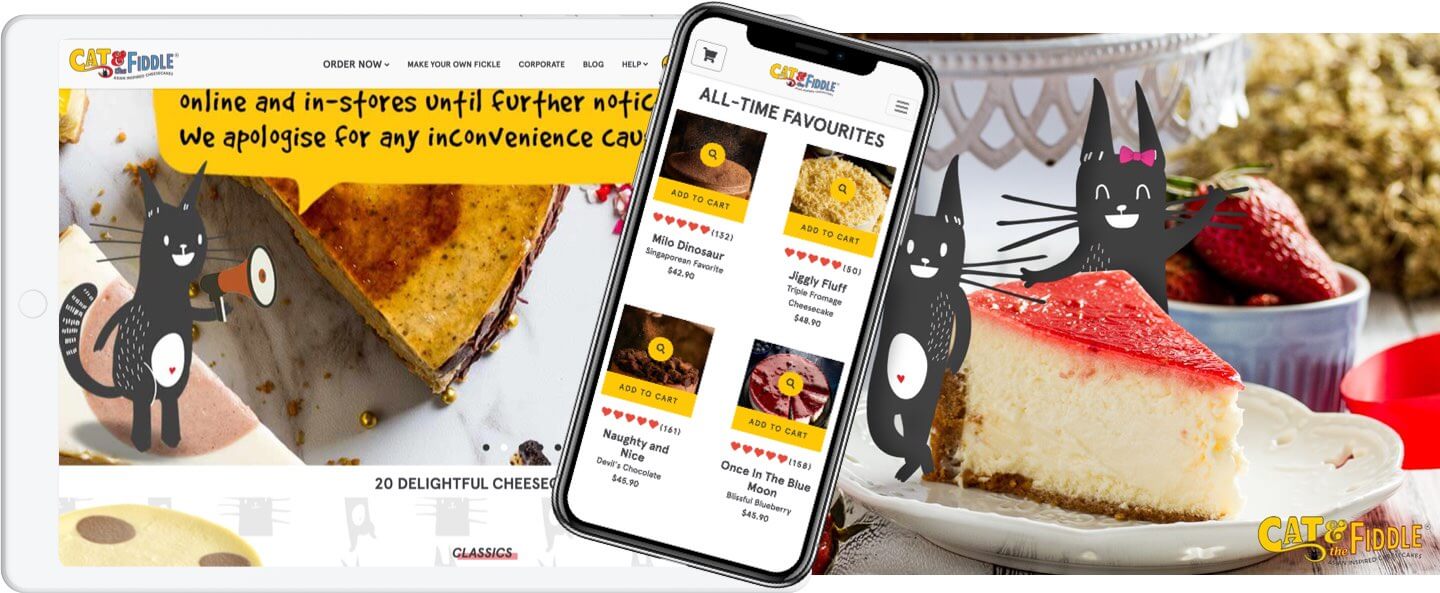 CAT & the FIDDLE
ASIAN INSPIRED CHEESECAKES
ORDER NOW
MAKE YOUR OWN FICKLE
CORPORATE
BLOG
HELP
online and in-stores until further notic
We apologise for any inconvenience cau
20 DELIGHTFUL CHEESEC
CLASSICS
CAT & the FIDDLE
ALL-TIME FAVOURITES
ADD TO CART
(132)
Milo Dinosaur
Singaporean Favorite
$42.90
ADD TO CART
(50)
Jiggly Fluff
Triple Fromage
Cheesecake
$48.90
ADD TO CART
(161)
Naughty and
Nice
Devil's Chocolate
$45.90
ADD TO CART
(158)
Once In The Blue
Moon
Blissful Blueberry
$45.90
CAT & the FIDDLE
ASIAN INSPIRED CHEESECAKES